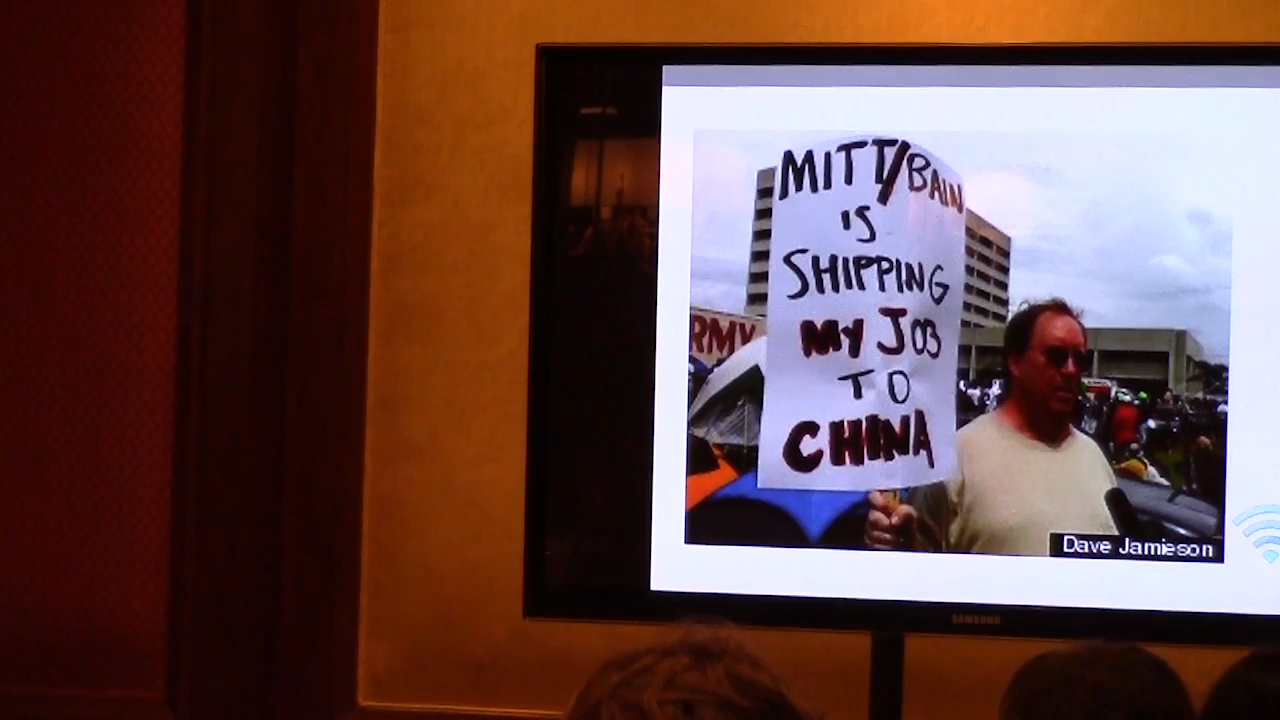 MITT/BAIN
IS
SHIPPING
MY JOB
TO
CHINA
RMY
Dave Jamieson
SAMSUNG